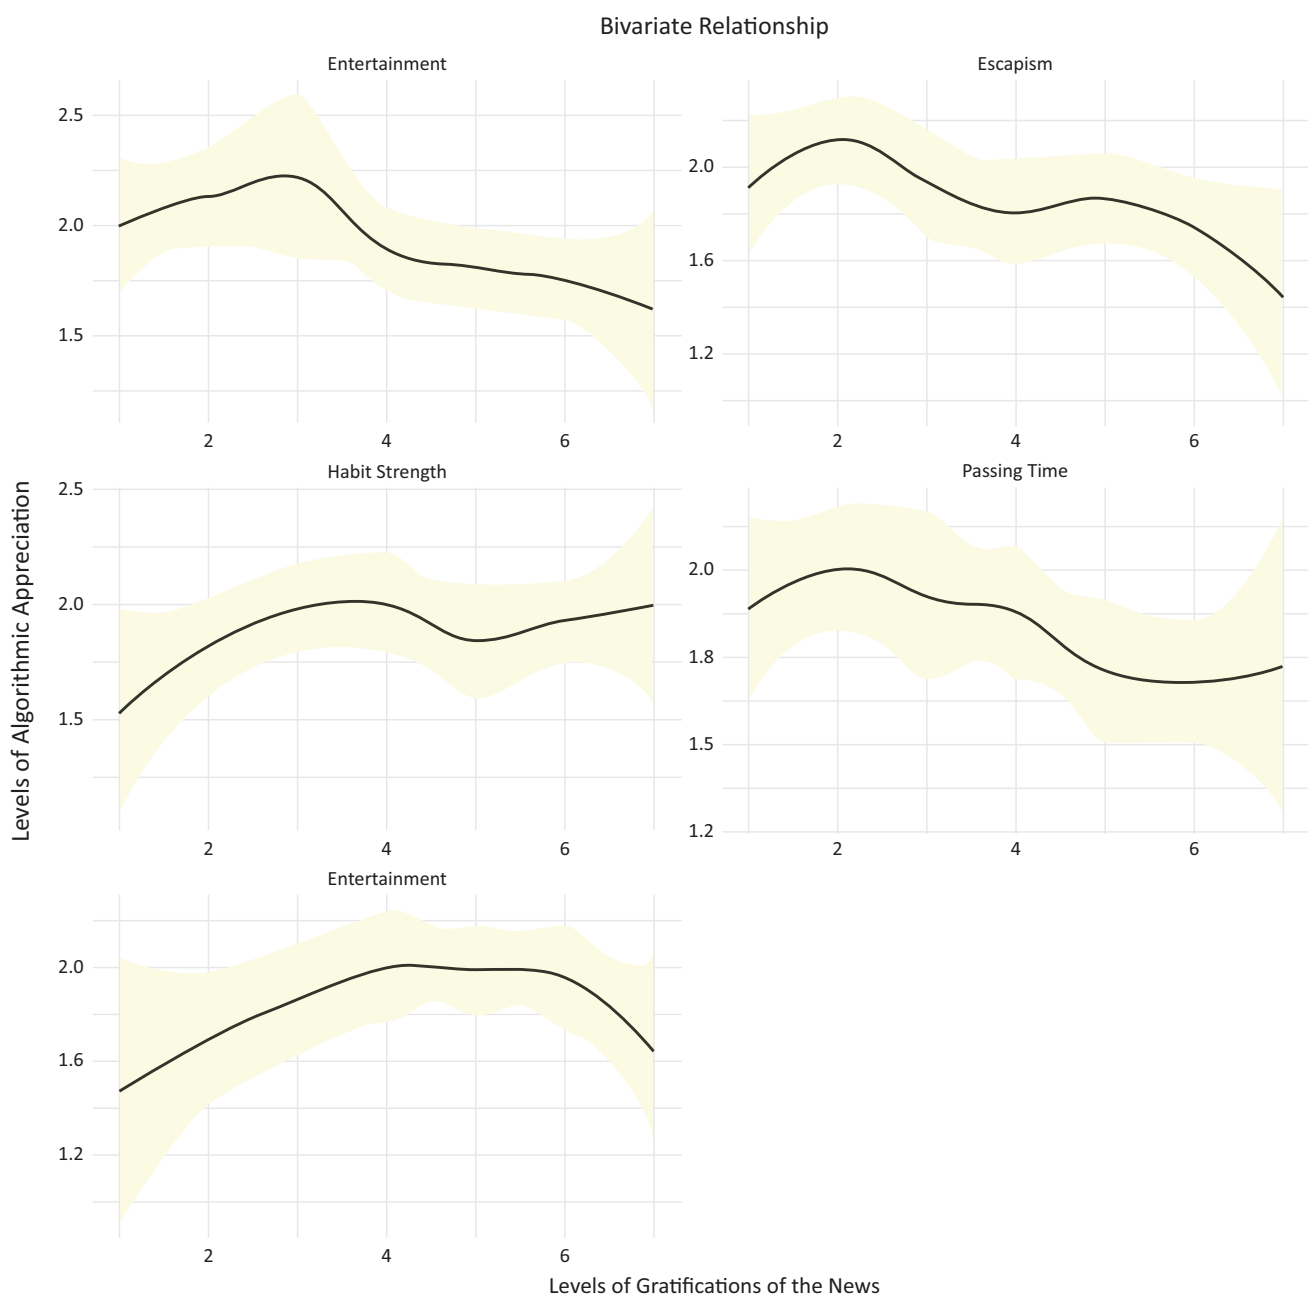 Bivariate Relationship
Entertainment
2.5
2.0
1.5
2 4 6
Escapism
2.0
1.6
1.2
2 4 6
Habit Strength
2.5
2.0
1.5
2 4 6
Passing Time
2.0
1.8
1.5
1.2
2 4 6
Entertainment
2.0
1.6
1.2
2 4 6
Levels of Algorithmic Appreciation
Levels of Gratifications of the News